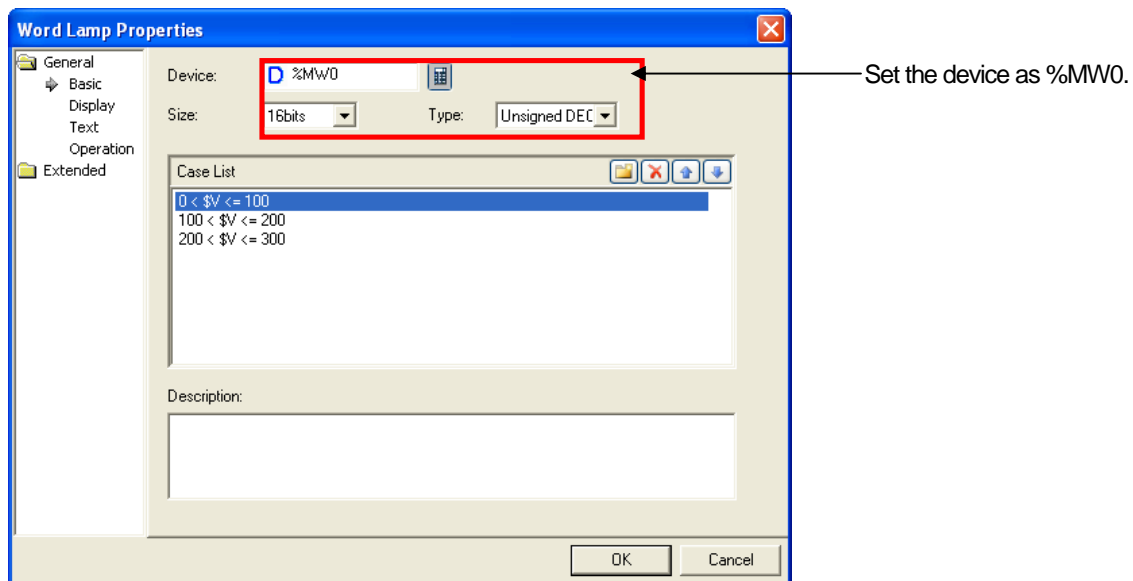 Word Lamp Properties
General
Basic
Display
Text
Operation
Extended
Device: D %MW0
Size: 16bits Type: Unsigned DEC
Case List
0 < $V <= 100
100 < $V <= 200
200 < $V <= 300
Description:
OK Cancel
Set the device as %MW0.